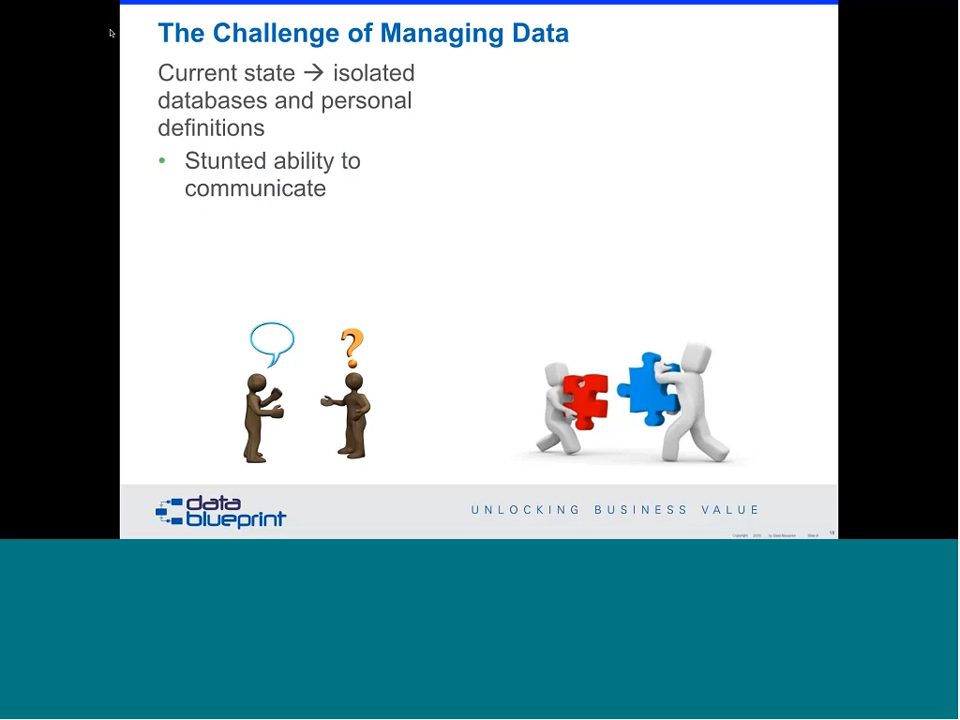 The Challenge of Managing Data
Current state → isolated
databases and personal
definitions
• Stunted ability to
communicate
?
data
blueprint
UNLOCKING BUSINESS VALUE